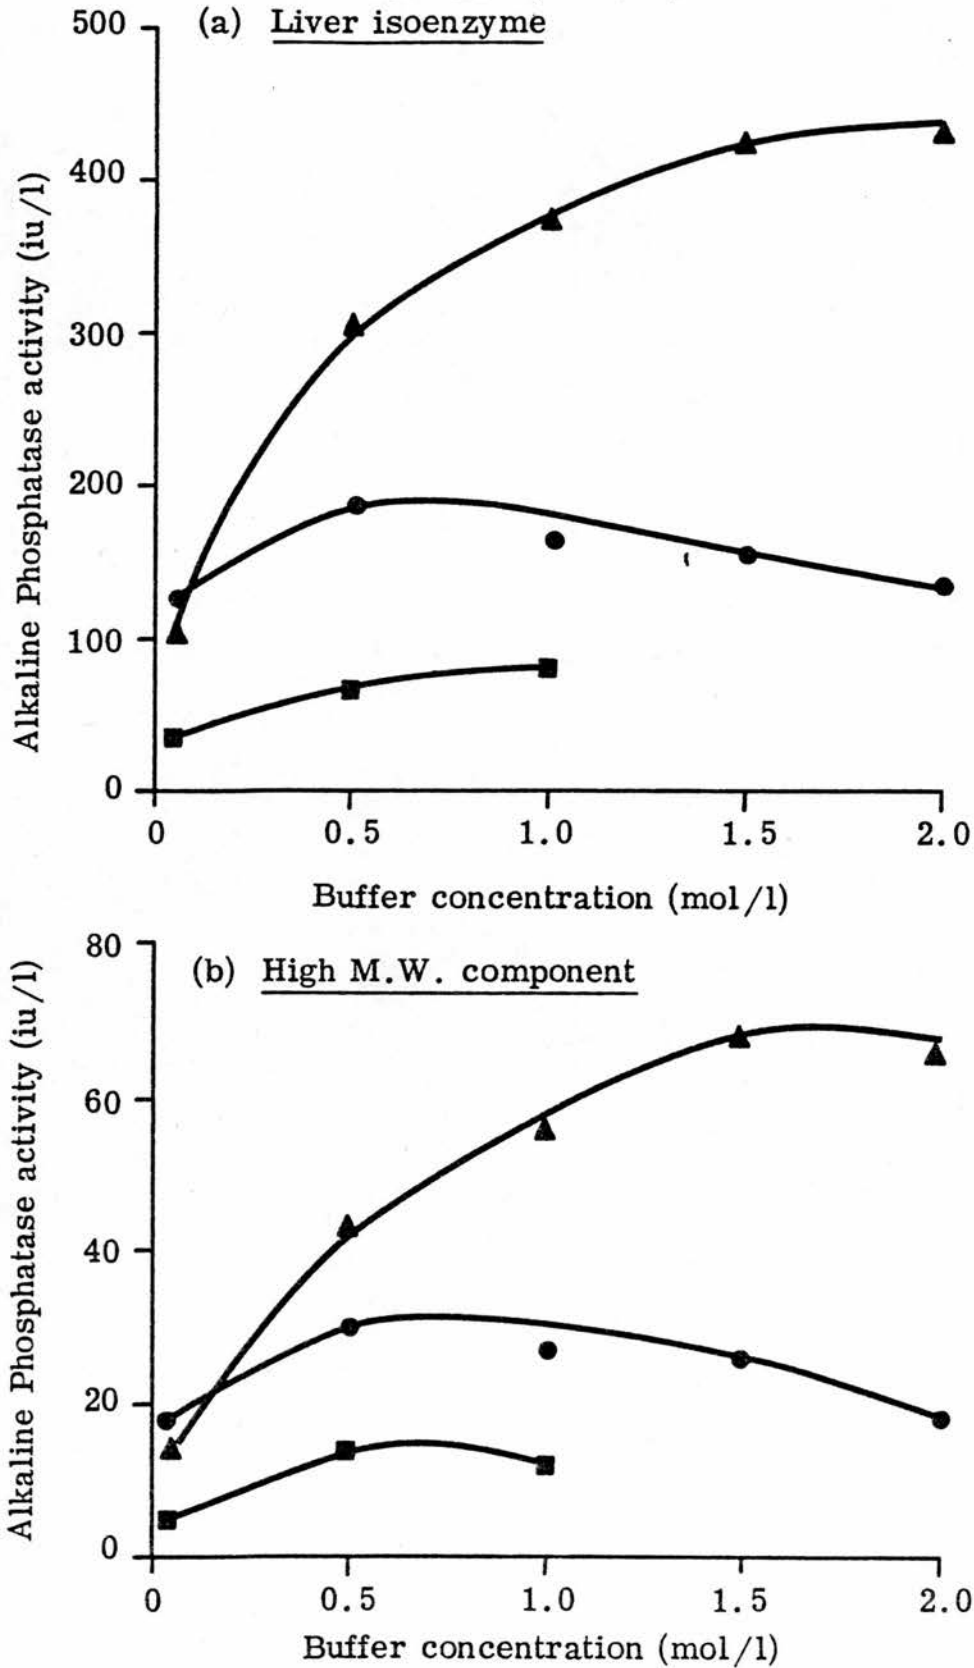 (a) Liver isoenzyme
Alkaline Phosphatase activity (iu/l)
500
400
300
200
100
0
0 0.5 1.0 1.5 2.0
Buffer concentration (mol/l)
(b) High M.W. component
Alkaline Phosphatase activity (iu/l)
80
60
40
20
0
0 0.5 1.0 1.5 2.0
Buffer concentration (mol/l)